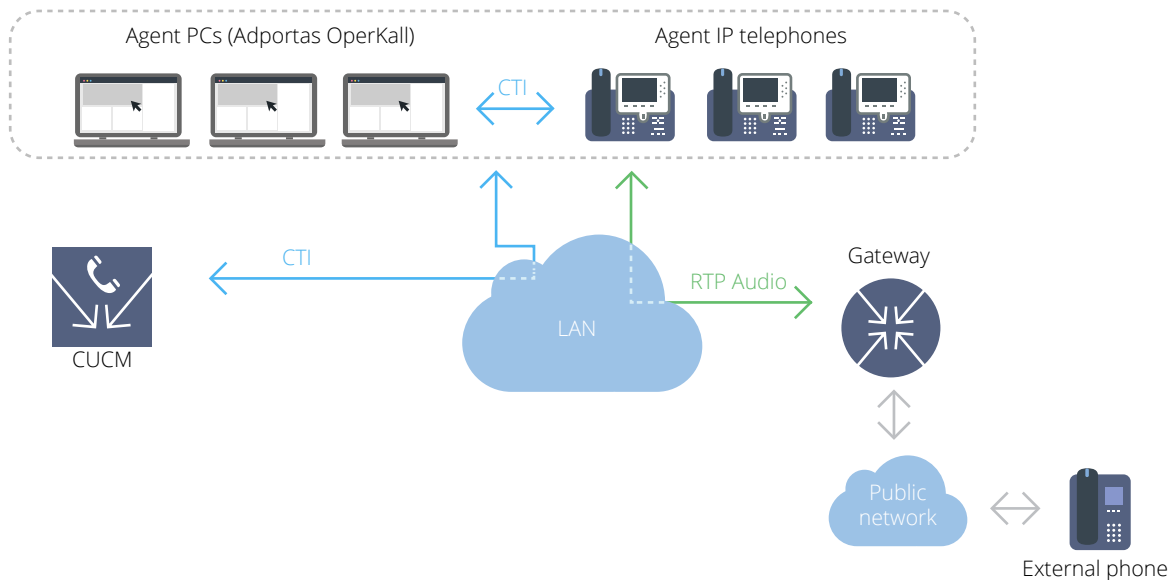 Agent PCs (Adportas OperKall)
Agent IP telephones
CTI
CTI
Gateway
RTP Audio
LAN
CUCM
Public
network
External phone